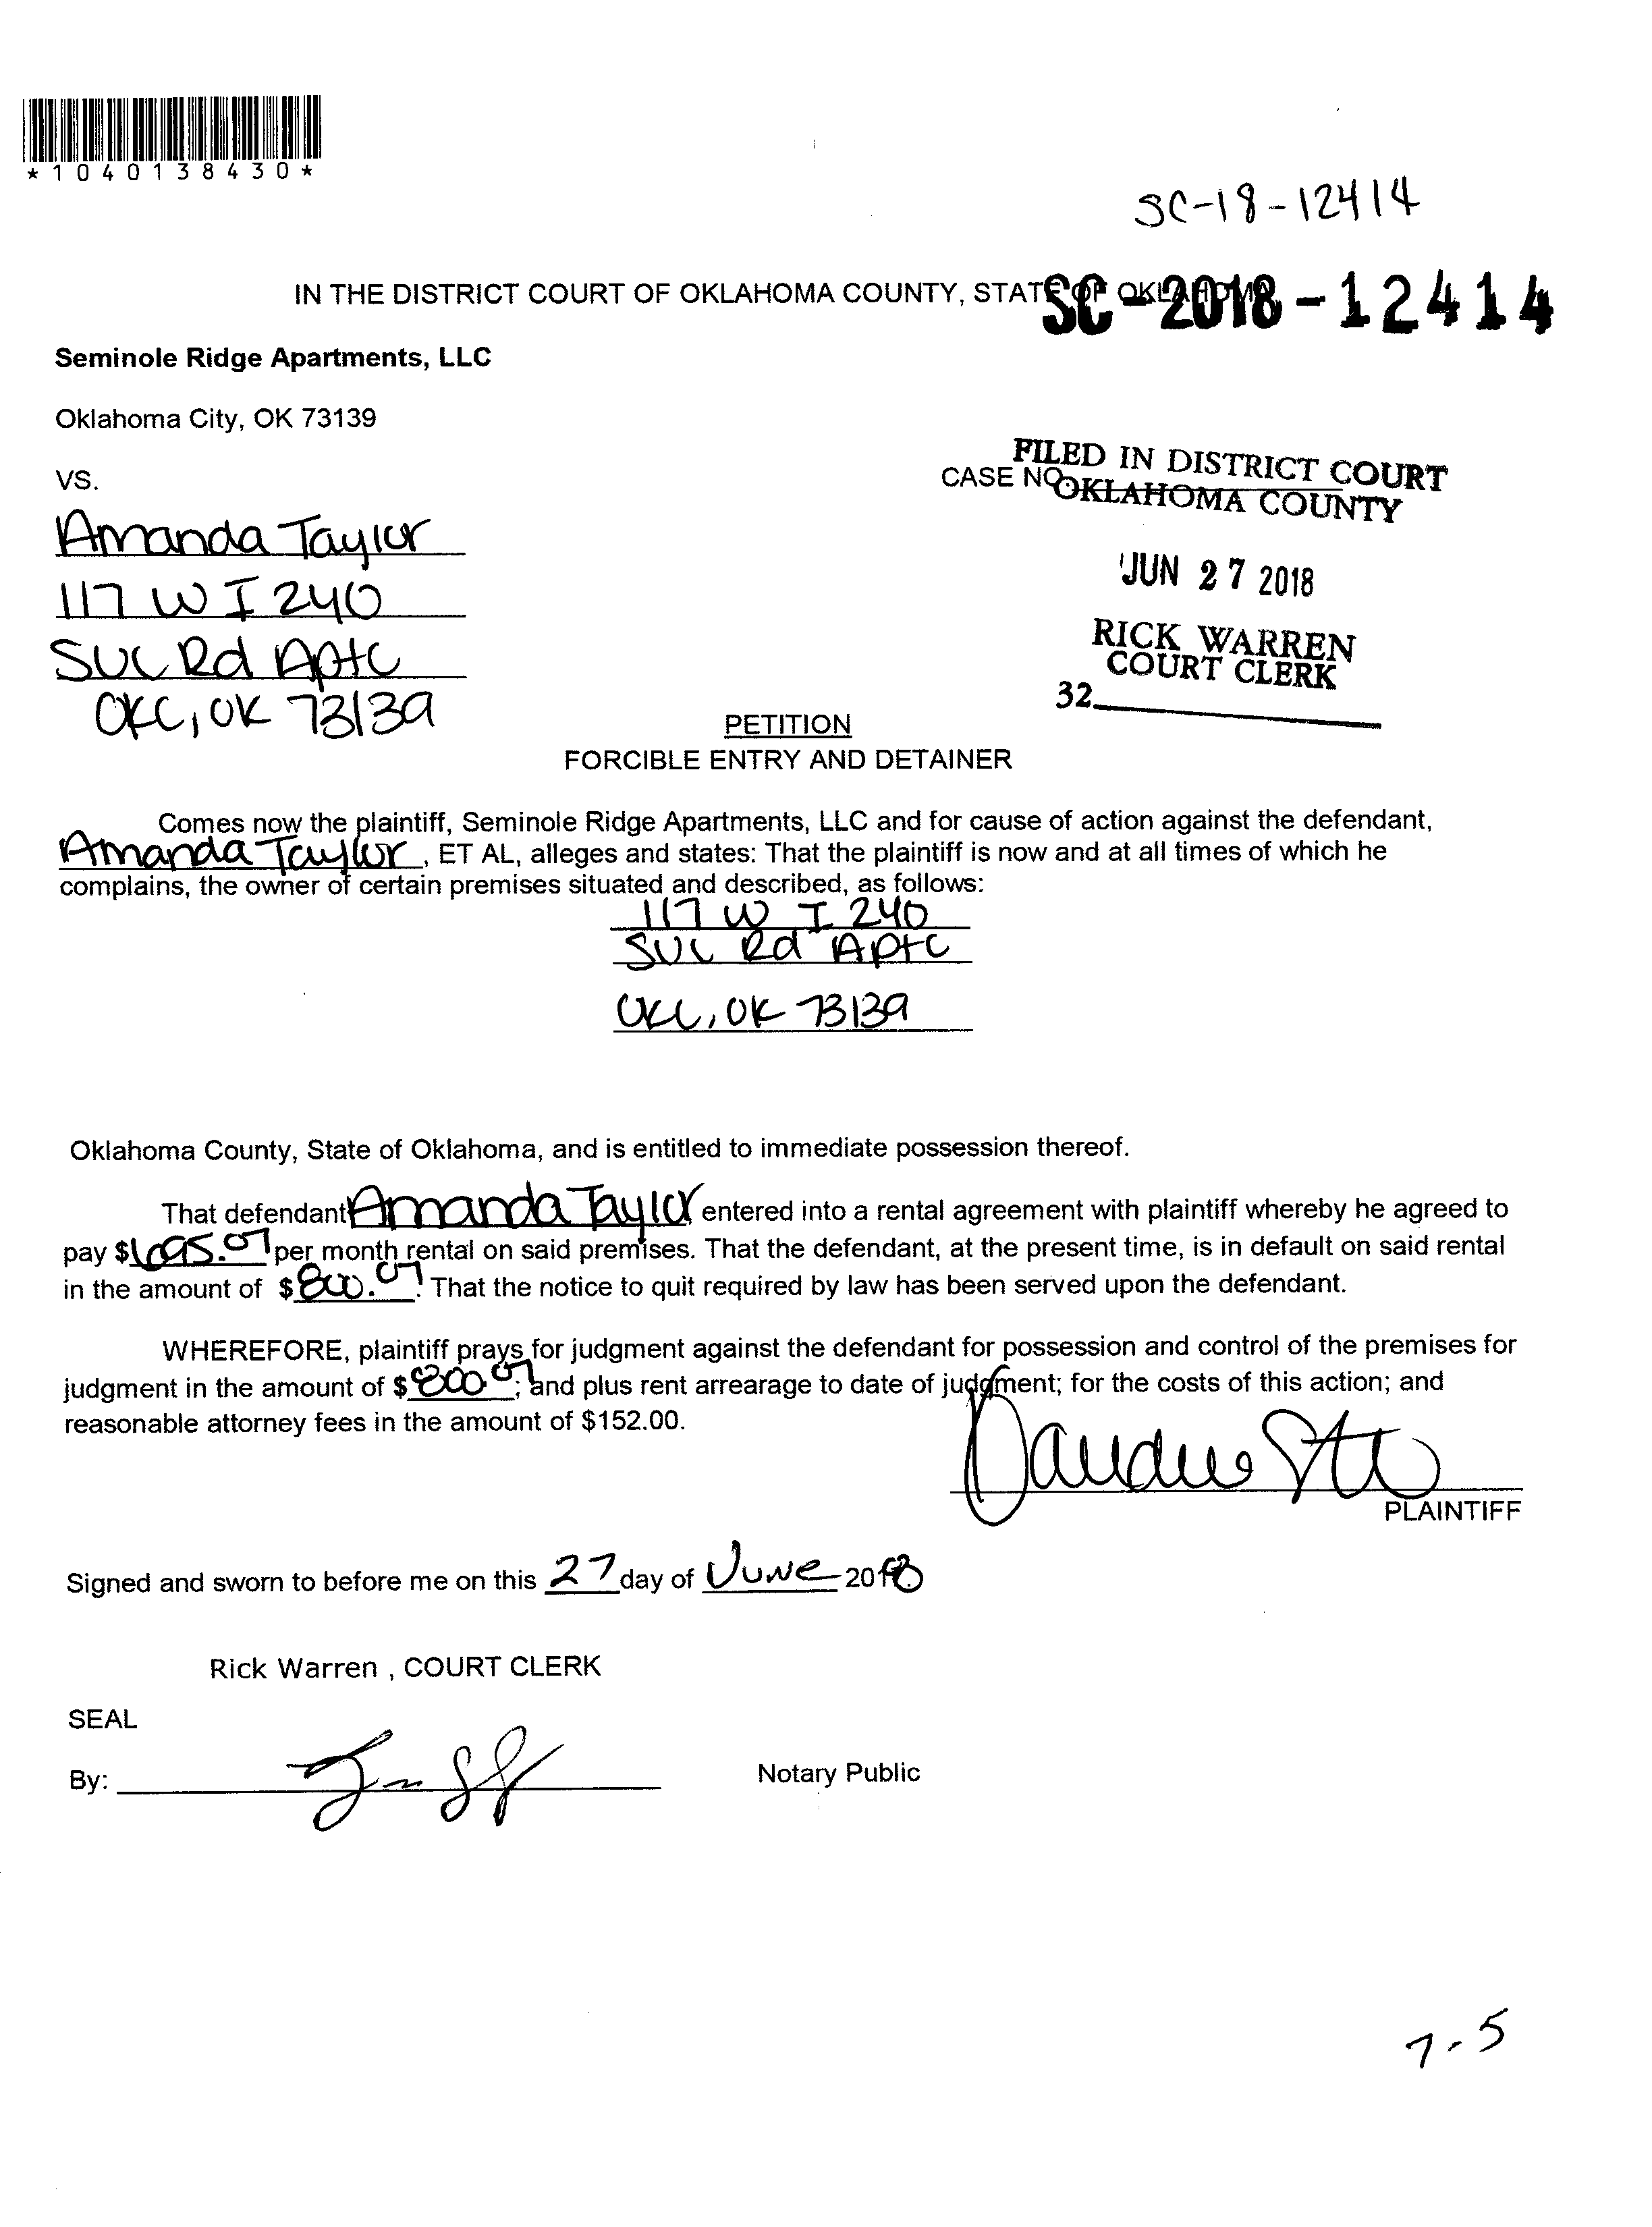 *1040138430*
SC-18-12414
IN THE DISTRICT COURT OF OKLAHOMA COUNTY, STATE OF OKLAHOMA
SC-2018-12414
Seminole Ridge Apartments, LLC
Oklahoma City, OK 73139
VS.
CASE NO.
FILED IN DISTRICT COURT
OKLAHOMA COUNTY
JUN 27 2018
RICK WARREN
COURT CLERK
32
Amanda Taylor
117 W I 240
SVC Rd Apt C
OKC, OK 73139
PETITION
FORCIBLE ENTRY AND DETAINER
Comes now the plaintiff, Seminole Ridge Apartments, LLC and for cause of action against the defendant,
Amanda Taylor, ET AL, alleges and states: That the plaintiff is now and at all times of which he
complains, the owner of certain premises situated and described, as follows:
117 W I 240
SVC Rd Apt C
OKC, OK 73139
Oklahoma County, State of Oklahoma, and is entitled to immediate possession thereof.
That defendant Amanda Taylor entered into a rental agreement with plaintiff whereby he agreed to
pay $695.07 per month rental on said premises. That the defendant, at the present time, is in default on said rental
in the amount of $800.07. That the notice to quit required by law has been served upon the defendant.
WHEREFORE, plaintiff prays for judgment against the defendant for possession and control of the premises for
judgment in the amount of $800.07; and plus rent arrearage to date of judgment; for the costs of this action; and
reasonable attorney fees in the amount of $152.00.
PLAINTIFF
Signed and sworn to before me on this 27 day of June 2018
Rick Warren , COURT CLERK
SEAL
By:
Notary Public
7-5